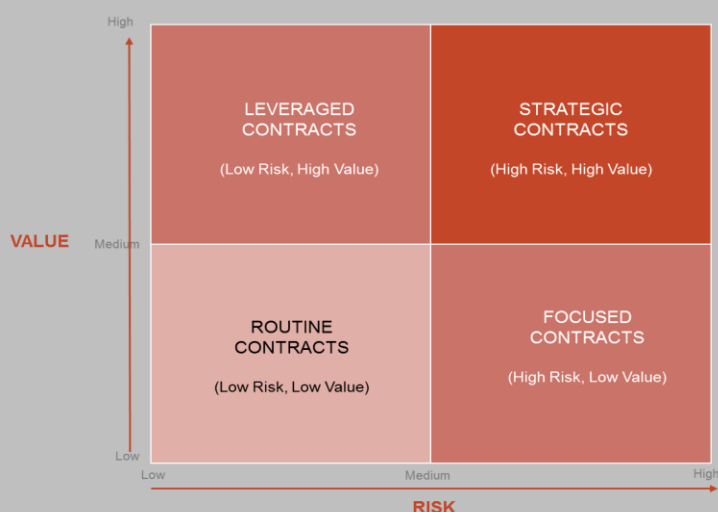 High
LEVERAGED
CONTRACTS
(Low Risk, High Value)
STRATEGIC
CONTRACTS
(High Risk, High Value)
VALUE
Medium
ROUTINE
CONTRACTS
(Low Risk, Low Value)
FOCUSED
CONTRACTS
(High Risk, Low Value)
Low
Low
Medium
High
RISK